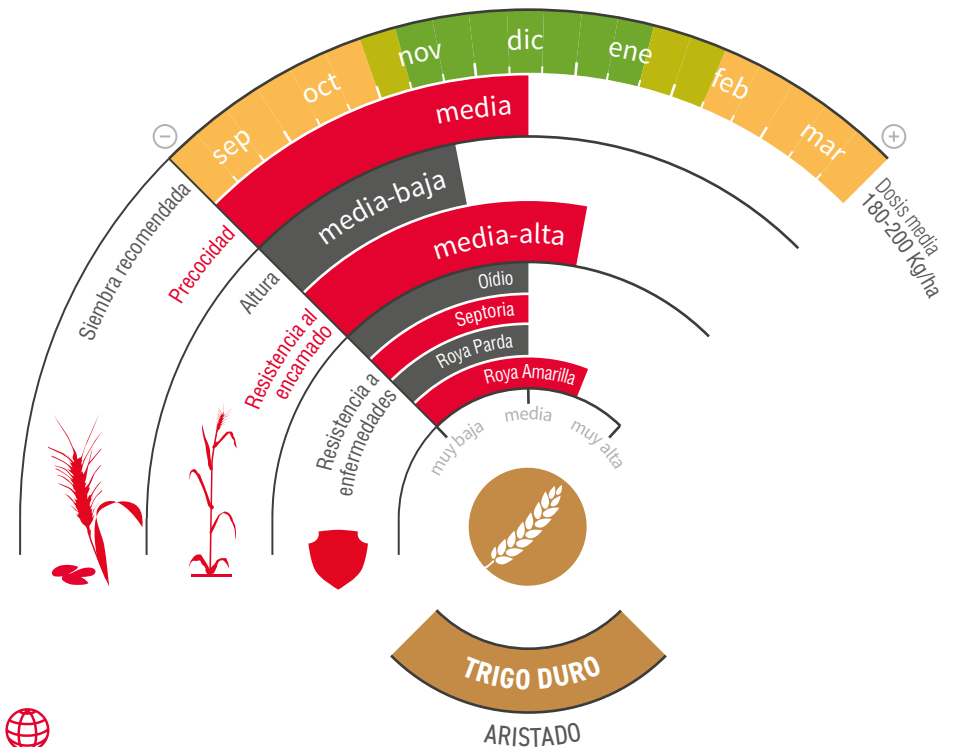 sep
oct
nov
dic
ene
feb
mar
−
+
Dosis media
180-200 Kg/ha
Siembra recomendada
Precocidad
media
Altura
media-baja
Resistencia al
encamado
media-alta
Resistencia a
enfermedades
Oídio
Septoria
Roya Parda
Roya Amarilla
muy baja
media
muy alta
TRIGO DURO
ARISTADO